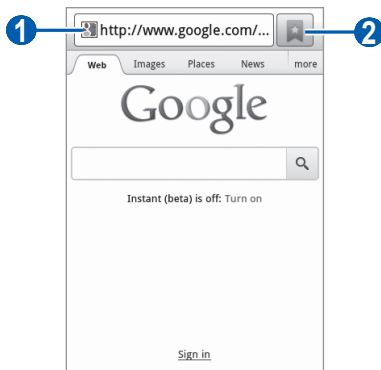 1 http://www.google.com/... 2
Web Images Places News more
Google
Instant (beta) is off: Turn on
Sign in